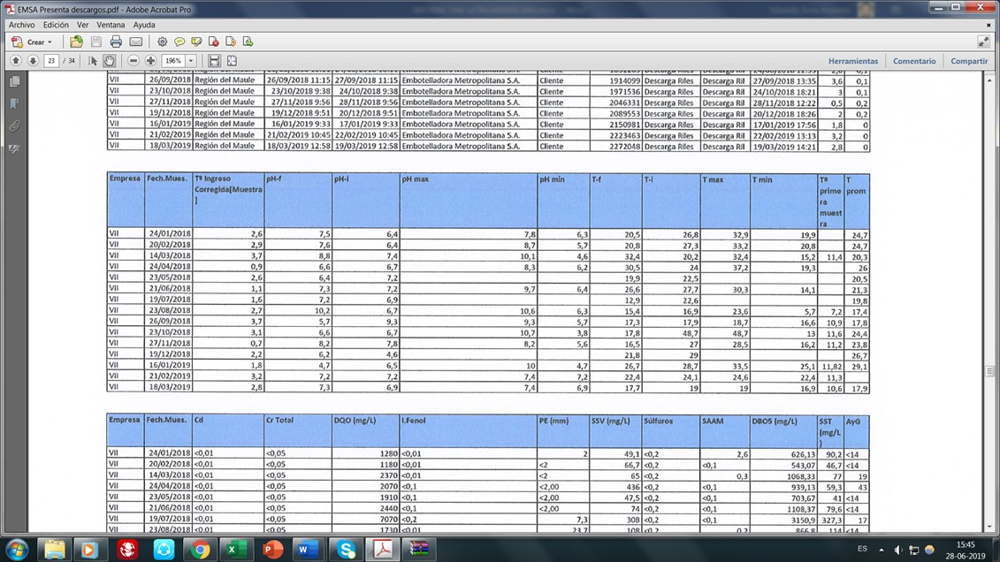 EMSA Presenta descargos.pdf - Adobe Acrobat Pro
Archivo Edición Ver Ventana Ayuda
Crear
23 / 34 196%
Herramientas Comentario Compartir
VII 26/09/2018 Región del Maule 26/09/2018 11:15 27/09/2018 11:15 Embotelladora Metropolitana S.A. Cliente 1914099 Descarga Riles Descarga Ril 27/09/2018 13:35 3,6 0,1
VII 23/10/2018 Región del Maule 23/10/2018 9:38 24/10/2018 9:38 Embotelladora Metropolitana S.A. Cliente 1971536 Descarga Riles Descarga Ril 24/10/2018 18:21 3 0,1
VII 27/11/2018 Región del Maule 27/11/2018 9:56 28/11/2018 9:56 Embotelladora Metropolitana S.A. Cliente 2046331 Descarga Riles Descarga Ril 28/11/2018 12:22 0,5 0,2
VII 19/12/2018 Región del Maule 19/12/2018 9:51 20/12/2018 9:51 Embotelladora Metropolitana S.A. Cliente 2089553 Descarga Riles Descarga Ril 20/12/2018 18:26 2 0,2
VII 16/01/2019 Región del Maule 16/01/2019 9:33 17/01/2019 9:33 Embotelladora Metropolitana S.A. Cliente 2150981 Descarga Riles Descarga Ril 17/01/2019 17:56 1,8 0
VII 21/02/2019 Región del Maule 21/02/2019 10:45 22/02/2019 10:45 Embotelladora Metropolitana S.A. Cliente 2223463 Descarga Riles Descarga Ril 22/02/2019 13:13 3,2 0
VII 18/03/2019 Región del Maule 18/03/2019 12:58 19/03/2019 12:58 Embotelladora Metropolitana S.A. Cliente 2272048 Descarga Riles Descarga Ril 19/03/2019 14:21 2,8 0
Empresa Fech.Mues. Tª Ingreso Corregida[Muestra] pH-f pH-i pH max pH min T-f T-i T max T min Tª primera muestra T prom
VII 24/01/2018 2,6 7,5 6,4 7,8 6,3 20,5 26,8 32,9 19,9 24,7
VII 20/02/2018 2,9 7,6 6,4 8,7 5,7 20,8 27,3 33,2 20,8 24,7
VII 14/03/2018 3,7 8,8 7,4 10,1 4,6 32,4 20,2 32,4 15,2 11,4 20,3
VII 24/04/2018 0,9 6,6 6,7 8,3 6,2 30,5 24 37,2 19,3 26
VII 23/05/2018 2,6 6,4 7,2 19,9 22,5 20,5
VII 21/06/2018 1,1 7,3 7,2 9,7 6,4 26,6 27,7 30,3 14,1 21,3
VII 19/07/2018 1,6 7,2 6,9 12,9 22,6 19,8
VII 23/08/2018 2,7 10,2 6,7 10,6 6,3 15,4 16,9 23,6 5,7 7,2 17,4
VII 26/09/2018 3,7 5,7 9,3 9,3 5,7 17,3 17,9 18,7 16,6 10,9 17,8
VII 23/10/2018 3,1 6,6 6,7 10,7 3,8 17,8 48,7 48,7 13 11,6 24,4
VII 27/11/2018 0,7 8,2 7,8 8,2 5,6 16,5 27 28,5 16,2 11,2 23,8
VII 19/12/2018 2,2 6,2 4,6 21,8 29 26,7
VII 16/01/2019 1,8 4,7 6,5 10 4,7 26,7 28,7 33,5 25,1 11,82 29,1
VII 21/02/2019 3,2 7,2 7,2 7,4 7,2 22,4 24,1 24,6 22,4 11,3
VII 18/03/2019 2,8 7,3 6,9 7,4 6,9 17,7 19 19 16,9 10,6 17,9
Empresa Fech.Mues. Cd Cr Total DQO (mg/L) I.Fenol PE (mm) SSV (mg/L) Súlfuros SAAM DBO5 (mg/L) SST (mg/L) AyG
VII 24/01/2018 <0,01 <0,05 1280 <0,01 2 49,1 <0,2 2,6 626,13 90,2 <14
VII 20/02/2018 <0,01 <0,05 1180 <0,01 <2 66,7 <0,2 <0,1 543,07 46,7 <14
VII 14/03/2018 <0,01 <0,05 2370 <0,01 <2 65 <0,2 0,3 1068,33 77 19
VII 24/04/2018 <0,01 <0,05 2070 <0,1 <2,00 436 <0,2 <0,1 939,13 59,3 43
VII 23/05/2018 <0,01 <0,05 1910 <0,1 <2,00 47,5 <0,2 <0,1 703,67 41 <14
VII 21/06/2018 <0,01 <0,05 2440 <0,1 <2,00 74 <0,2 <0,1 1108,37 79,6 <14
VII 19/07/2018 <0,01 <0,05 7070 <0,2 7,3 308 <0,2 <0,1 3150,9 327,3 17
VII 23/08/2018 <0,01 <0,05 1730 <0,01 23,7 108 <0,2 0,2 866,8 114 <14
ES 15:45
28-06-2019